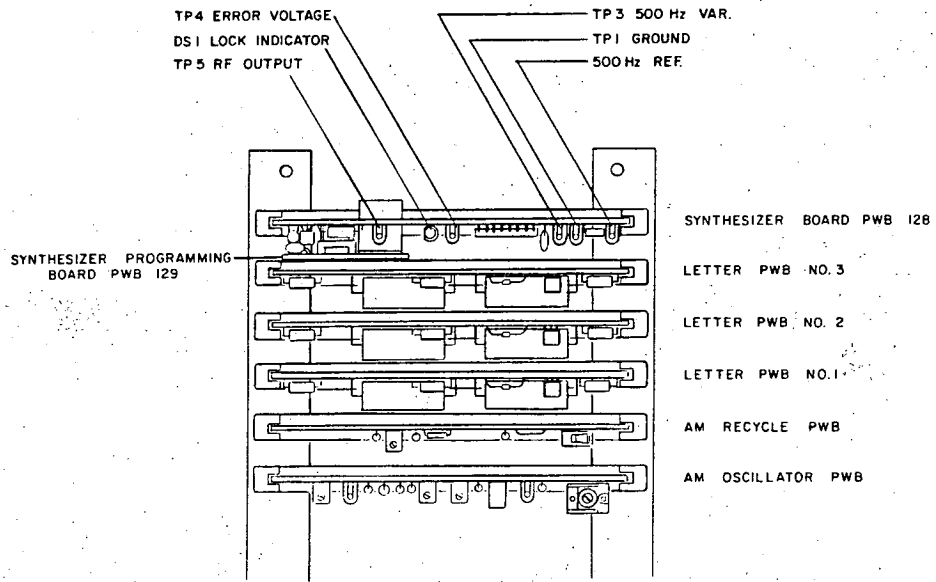 TP4 ERROR VOLTAGE
DS1 LOCK INDICATOR
TP5 RF OUTPUT
TP3 500 Hz VAR.
TP1 GROUND
500 Hz REF.
SYNTHESIZER BOARD PWB 128
SYNTHESIZER PROGRAMMING
BOARD PWB 129
LETTER PWB NO. 3
LETTER PWB NO. 2
LETTER PWB NO. 1
AM RECYCLE PWB
AM OSCILLATOR PWB